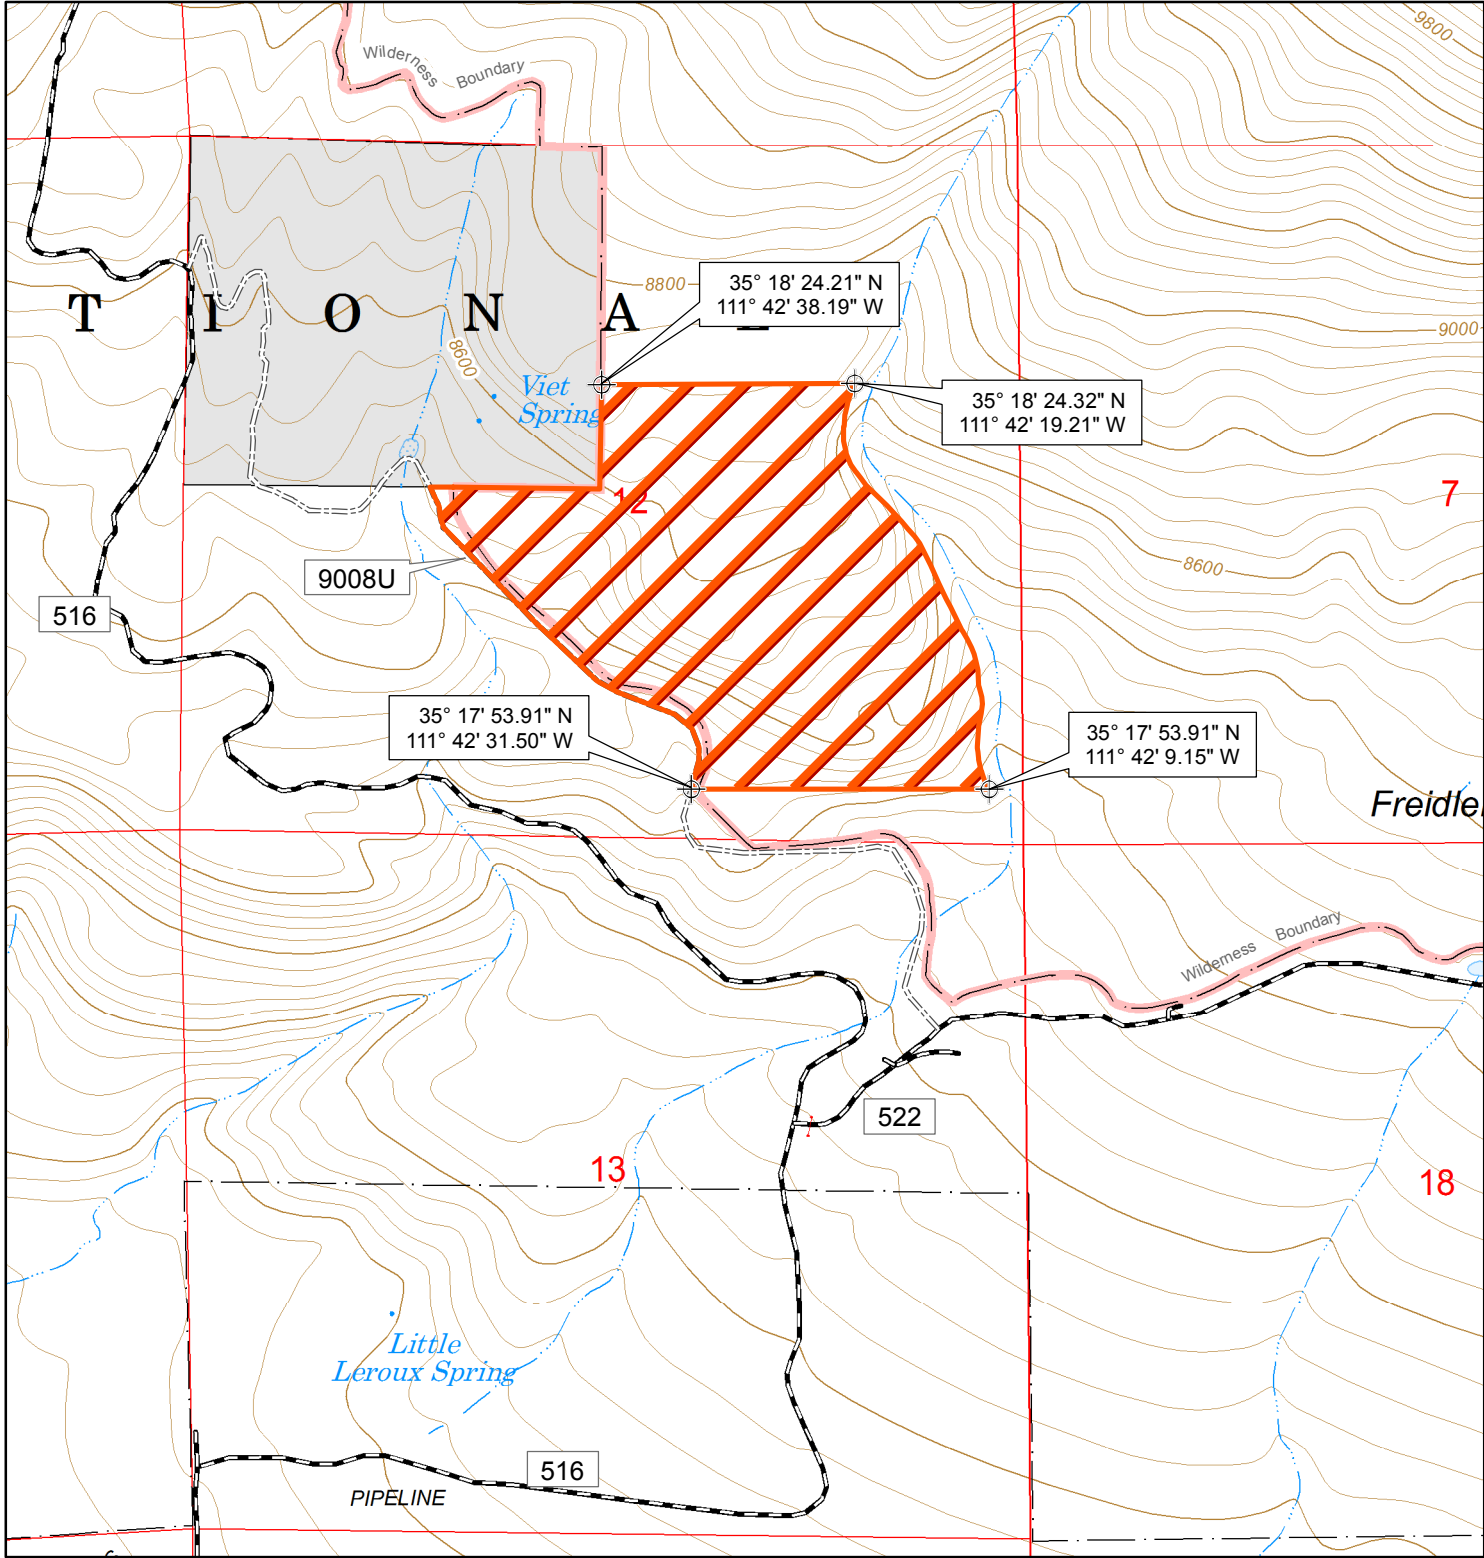 9800
Wilderness Boundary
8800
35° 18' 24.21" N
111° 42' 38.19" W
T I O N A
9000
8600
Viet
Spring
35° 18' 24.32" N
111° 42' 19.21" W
12
7
9008U
8600
516
35° 17' 53.91" N
111° 42' 31.50" W
35° 17' 53.91" N
111° 42' 9.15" W
Freidle
Wilderness Boundary
522
13
18
Little
Leroux Spring
516
PIPELINE